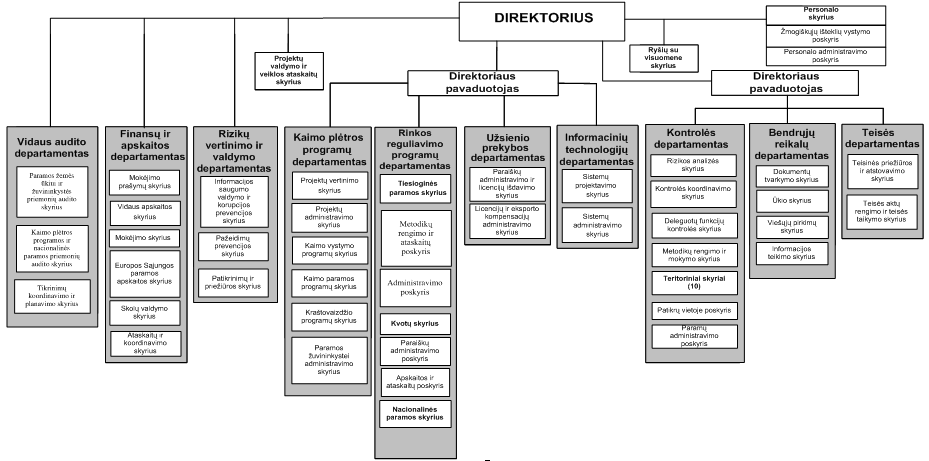 DIREKTORIUS
Personalo
skyrius
Žmogiškųjų išteklių vystymo
poskyris
Personalo administravimo
poskyris
Projektų
valdymo ir
veiklos ataskaitų
skyrius
Ryšių su
visuomene
skyrius
Direktoriaus
pavaduotojas
Direktoriaus
pavaduotojas
Vidaus audito
departamentas
Paramos žemės
ūkiui ir
žuvininkystės
priemonių audito
skyrius
Kaimo plėtros
programos ir
nacionalinės
paramos priemonių
audito skyrius
Tikrinimų
koordinavimo ir
planavimo skyrius
Finansų ir
apskaitos
departamentas
Mokėjimo
prašymų skyrius
Vidaus apskaitos
skyrius
Mokėjimo skyrius
Europos Sąjungos
paramos
apskaitos skyrius
Skolų valdymo
skyrius
Ataskaitų ir
koordinavimo
skyrius
Rizikų
vertinimo ir
valdymo
departamentas
Informacijos
saugumo
valdymo ir
korupcijos
prevencijos
skyrius
Pažeidimų
prevencijos
skyrius
Patikrinimų ir
priežiūros skyrius
Kaimo plėtros
programų
departamentas
Projektų vertinimo
skyrius
Projektų
administravimo
skyrius
Kaimo vystymo
programų skyrius
Kaimo paramos
programų skyrius
Kraštovaizdžio
programų skyrius
Paramos
žuvininkystei
administravimo
skyrius
Rinkos
reguliavimo
programų
departamentas
Tiesioginės
paramos skyrius
Metodikų
rengimo ir
ataskaitų
poskyris
Administravimo
poskyris
Kvotų skyrius
Paraiškų
administravimo
poskyris
Apskaitos ir
ataskaitų poskyris
Nacionalinės
paramos skyrius
Užsienio
prekybos
departamentas
Paraiškų
administravimo ir
licencijų išdavimo
skyrius
Licencijų ir eksporto
kompensacijų
administravimo
skyrius
Informacinių
technologijų
departamentas
Sistemų
projektavimo
skyrius
Sistemų
administravimo
skyrius
Kontrolės
departamentas
Rizikos analizės
skyrius
Kontrolės koordinavimo
skyrius
Deleguotų funkcijų
kontrolės skyrius
Metodikų rengimo ir
mokymo skyrius
Teritoriniai skyriai
(10)
Patikrų vietoje poskyris
Paramų
administravimo
poskyris
Bendrųjų
reikalų
departamentas
Dokumentų
tvarkymo skyrius
Ūkio skyrius
Viešųjų pirkimų
skyrius
Informacijos
teikimo skyrius
Teisės
departamentas
Teisinės priežiūros
ir atstovavimo
skyrius
Teisės aktų
rengimo ir teisės
taikymo skyrius